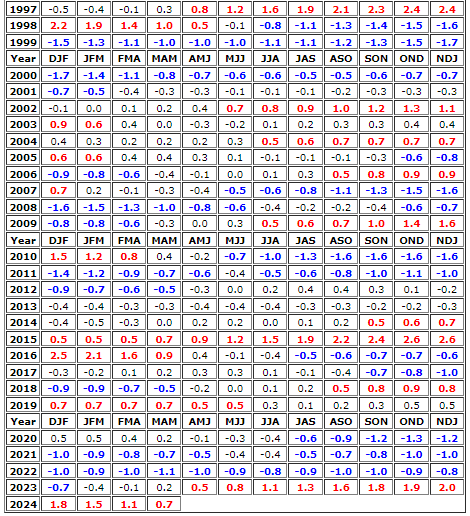 1997 -0.5 -0.4 -0.1 0.3 0.8 1.2 1.6 1.9 2.1 2.3 2.4 2.4
1998 2.2 1.9 1.4 1.0 0.5 -0.1 -0.8 -1.1 -1.3 -1.4 -1.5 -1.6
1999 -1.5 -1.3 -1.1 -1.0 -1.0 -1.0 -1.1 -1.1 -1.2 -1.3 -1.5 -1.7
Year DJF JFM FMA MAM AMJ MJJ JJA JAS ASO SON OND NDJ
2000 -1.7 -1.4 -1.1 -0.8 -0.7 -0.6 -0.6 -0.5 -0.5 -0.6 -0.7 -0.7
2001 -0.7 -0.5 -0.4 -0.3 -0.3 -0.1 -0.1 -0.1 -0.2 -0.3 -0.3 -0.3
2002 -0.1 0.0 0.1 0.2 0.4 0.7 0.8 0.9 1.0 1.2 1.3 1.1
2003 0.9 0.6 0.4 0.0 -0.3 -0.2 0.1 0.2 0.3 0.3 0.4 0.4
2004 0.4 0.3 0.2 0.2 0.2 0.3 0.5 0.6 0.7 0.7 0.7 0.7
2005 0.6 0.6 0.4 0.4 0.3 0.1 -0.1 -0.1 -0.1 -0.3 -0.6 -0.8
2006 -0.9 -0.8 -0.6 -0.4 -0.1 0.0 0.1 0.3 0.5 0.8 0.9 0.9
2007 0.7 0.2 -0.1 -0.3 -0.4 -0.5 -0.6 -0.8 -1.1 -1.3 -1.5 -1.6
2008 -1.6 -1.5 -1.3 -1.0 -0.8 -0.6 -0.4 -0.2 -0.2 -0.4 -0.6 -0.7
2009 -0.8 -0.8 -0.6 -0.3 0.0 0.3 0.5 0.6 0.7 1.0 1.4 1.6
Year DJF JFM FMA MAM AMJ MJJ JJA JAS ASO SON OND NDJ
2010 1.5 1.2 0.8 0.4 -0.2 -0.7 -1.0 -1.3 -1.6 -1.6 -1.6 -1.6
2011 -1.4 -1.2 -0.9 -0.7 -0.6 -0.4 -0.5 -0.6 -0.8 -1.0 -1.1 -1.0
2012 -0.9 -0.7 -0.6 -0.5 -0.3 0.0 0.2 0.4 0.4 0.3 0.1 -0.2
2013 -0.4 -0.4 -0.3 -0.3 -0.4 -0.4 -0.4 -0.3 -0.3 -0.2 -0.2 -0.3
2014 -0.4 -0.5 -0.3 0.0 0.2 0.2 0.0 0.1 0.2 0.5 0.6 0.7
2015 0.5 0.5 0.5 0.7 0.9 1.2 1.5 1.9 2.2 2.4 2.6 2.6
2016 2.5 2.1 1.6 0.9 0.4 -0.1 -0.4 -0.5 -0.6 -0.7 -0.7 -0.6
2017 -0.3 -0.2 0.1 0.2 0.3 0.3 0.1 -0.1 -0.4 -0.7 -0.8 -1.0
2018 -0.9 -0.9 -0.7 -0.5 -0.2 0.0 0.1 0.2 0.5 0.8 0.9 0.8
2019 0.7 0.7 0.7 0.7 0.5 0.5 0.3 0.1 0.2 0.3 0.5 0.5
Year DJF JFM FMA MAM AMJ MJJ JJA JAS ASO SON OND NDJ
2020 0.5 0.5 0.4 0.2 -0.1 -0.3 -0.4 -0.6 -0.9 -1.2 -1.3 -1.2
2021 -1.0 -0.9 -0.8 -0.7 -0.5 -0.4 -0.4 -0.5 -0.7 -0.8 -1.0 -1.0
2022 -1.0 -0.9 -1.0 -1.1 -1.0 -0.9 -0.8 -0.9 -1.0 -1.0 -0.9 -0.8
2023 -0.7 -0.4 -0.1 0.2 0.5 0.8 1.1 1.3 1.6 1.8 1.9 2.0
2024 1.8 1.5 1.1 0.7